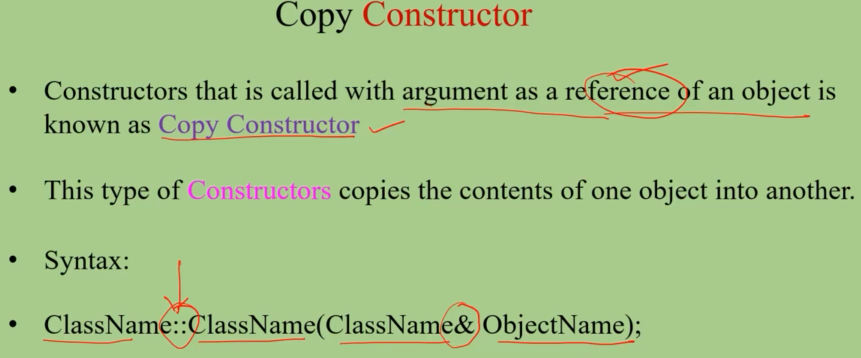 Copy Constructor
• Constructors that is called with argument as a reference of an object is
known as Copy Constructor
• This type of Constructors copies the contents of one object into another.
• Syntax:
• ClassName::ClassName(ClassName& ObjectName);